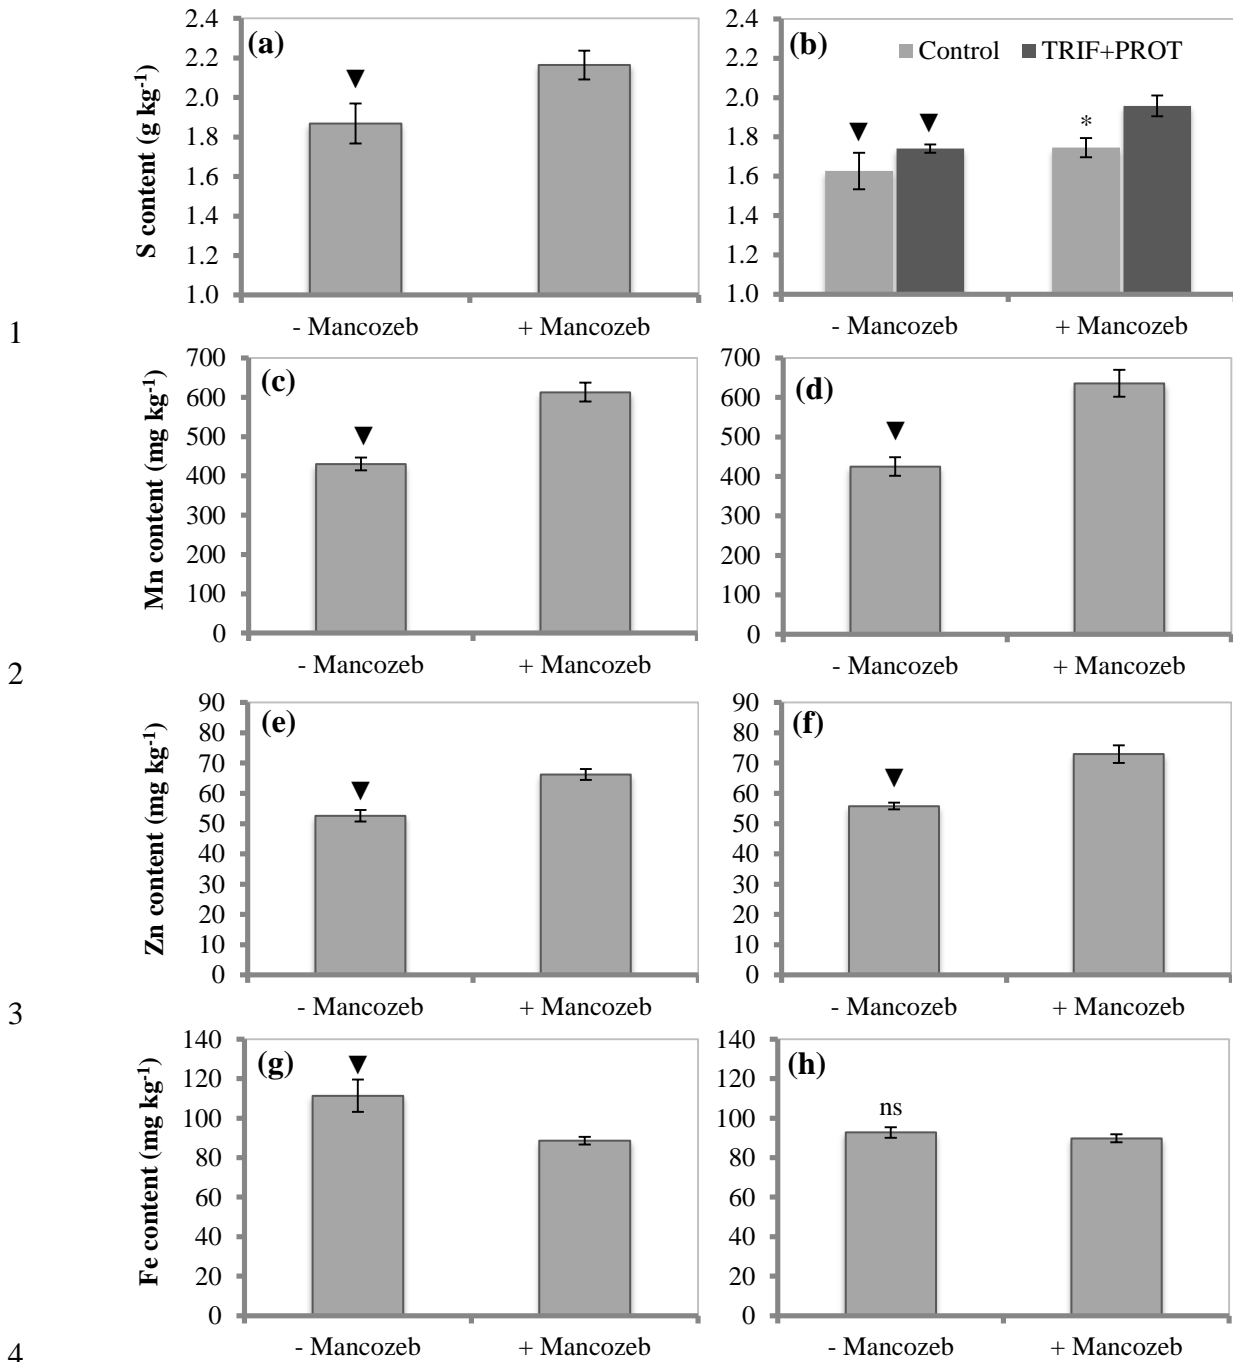 S content (g kg-1)
2.4
2.2
2.0
1.8
1.6
1.4
1.2
1.0
(a)
▼
- Mancozeb
+ Mancozeb
2.4
2.2
2.0
1.8
1.6
1.4
1.2
1.0
(b)
Control
TRIF+PROT
▼
▼
*
- Mancozeb
+ Mancozeb
1
Mn content (mg kg-1)
700
600
500
400
300
200
100
0
(c)
▼
- Mancozeb
+ Mancozeb
700
600
500
400
300
200
100
0
(d)
▼
- Mancozeb
+ Mancozeb
2
Zn content (mg kg-1)
90
80
70
60
50
40
30
20
10
0
(e)
▼
- Mancozeb
+ Mancozeb
90
80
70
60
50
40
30
20
10
0
(f)
▼
- Mancozeb
+ Mancozeb
3
Fe content (mg kg-1)
140
120
100
80
60
40
20
0
(g)
▼
- Mancozeb
+ Mancozeb
140
120
100
80
60
40
20
0
(h)
ns
- Mancozeb
+ Mancozeb
4